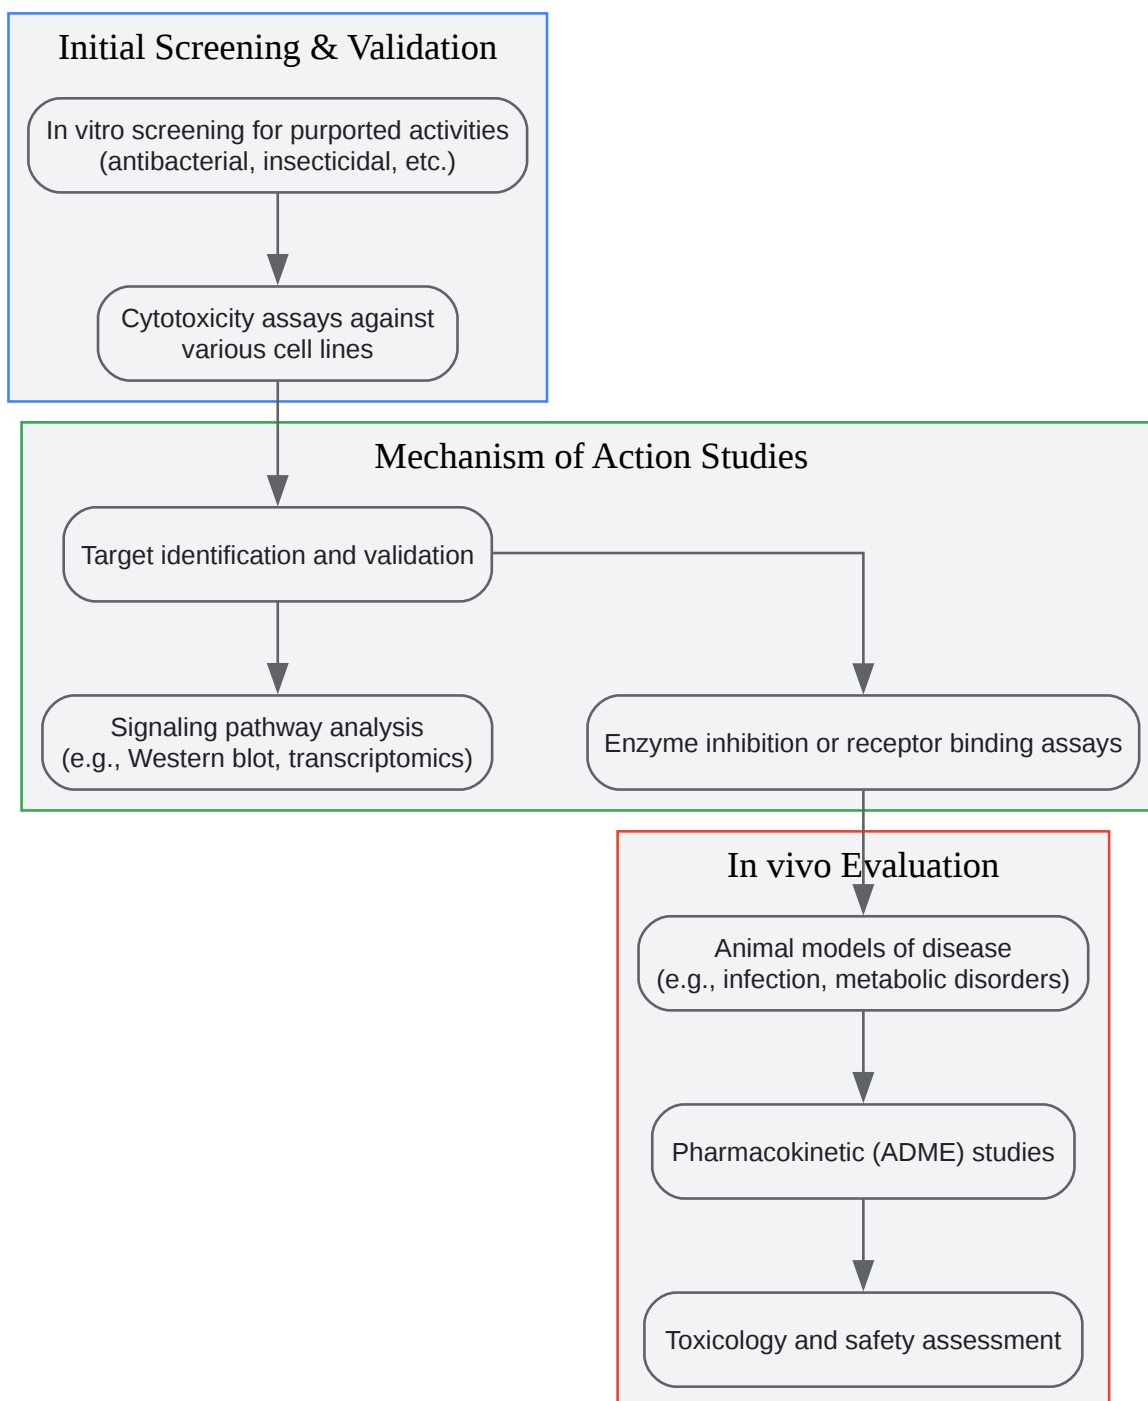 Initial Screening & Validation
In vitro screening for purported activities
(antibacterial, insecticidal, etc.)
Cytotoxicity assays against
various cell lines
Mechanism of Action Studies
Target identification and validation
Signaling pathway analysis
(e.g., Western blot, transcriptomics)
Enzyme inhibition or receptor binding assays
In vivo Evaluation
Animal models of disease
(e.g., infection, metabolic disorders)
Pharmacokinetic (ADME) studies
Toxicology and safety assessment